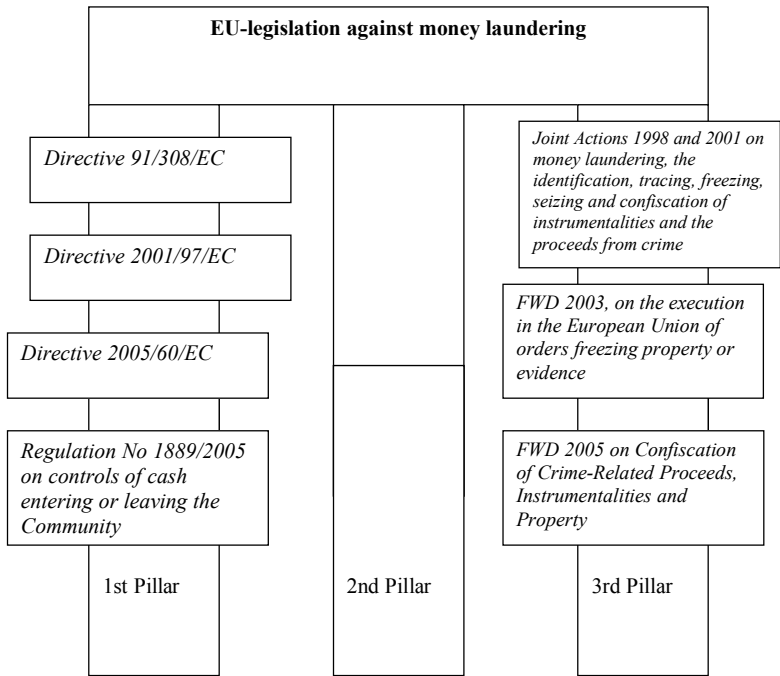 EU-legislation against money laundering
Directive 91/308/EC
Directive 2001/97/EC
Directive 2005/60/EC
Regulation No 1889/2005
on controls of cash
entering or leaving the
Community
1st Pillar
2nd Pillar
Joint Actions 1998 and 2001 on
money laundering, the
identification, tracing, freezing,
seizing and confiscation of
instrumentalities and the
proceeds from crime
FWD 2003, on the execution
in the European Union of
orders freezing property or
evidence
FWD 2005 on Confiscation
of Crime-Related Proceeds,
Instrumentalities and
Property
3rd Pillar